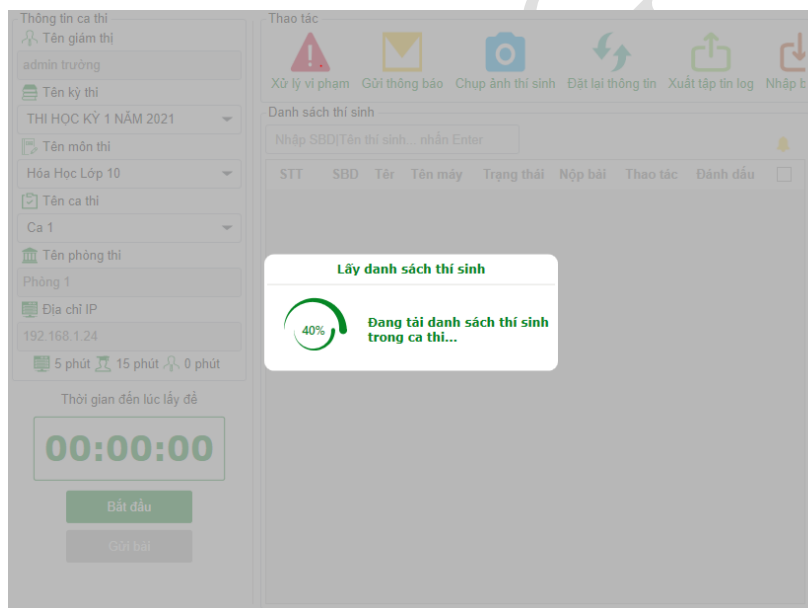 Thông tin ca thi
Tên giám thị
admin trường
Tên kỳ thi
THI HỌC KỲ 1 NĂM 2021
Tên môn thi
Hóa Học Lớp 10
Tên ca thi
Ca 1
Tên phòng thi
Phòng 1
Địa chỉ IP
192.168.1.24
5 phút 15 phút 0 phút
Thời gian đến lúc lấy đề
00:00:00
Bắt đầu
Gửi bài
Thao tác
Xử lý vi phạm Gửi thông báo Chụp ảnh thí sinh Đặt lại thông tin Xuất tập tin log Nhập b
Danh sách thí sinh
Nhập SBD|Tên thí sinh... nhấn Enter
STT SBD Têr Tên máy Trạng thái Nộp bài Thao tác Đánh dấu
Lấy danh sách thí sinh
40%
Đang tải danh sách thí sinh
trong ca thi...